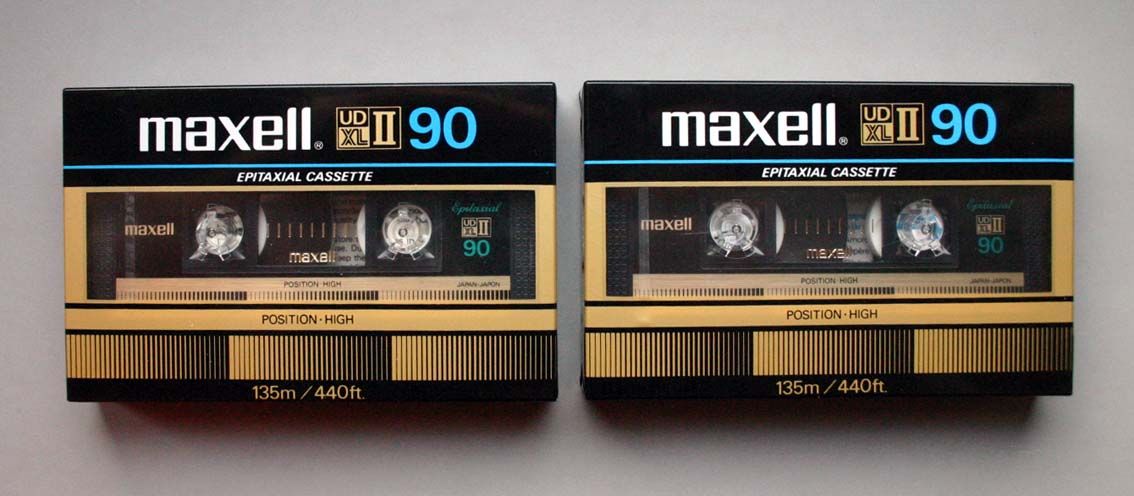 maxell® UD XL II 90
EPITAXIAL CASSETTE
maxell
Epitaxial
UD XL II
90
maxell
POSITION·HIGH
JAPAN·JAPON
POSITION·HIGH
135m/440ft.
maxell® UD XL II 90
EPITAXIAL CASSETTE
maxell
Epitaxial
UD XL II
90
maxell
POSITION·HIGH
JAPAN·JAPON
POSITION·HIGH
135m/440ft.